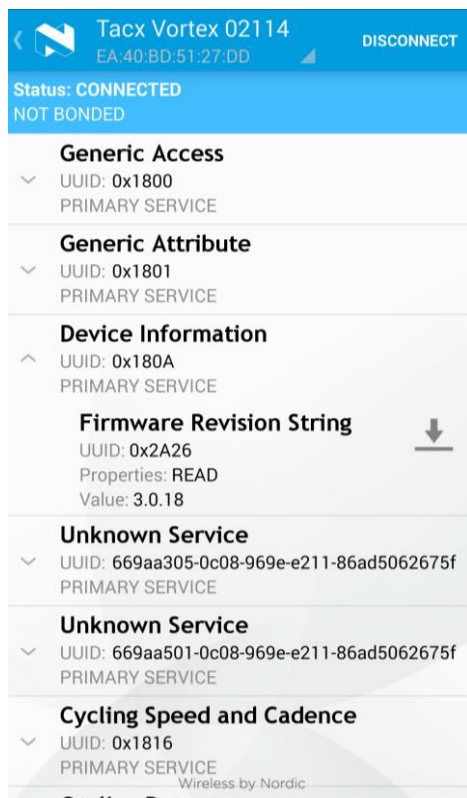 Tacx Vortex 02114
EA:40:BD:51:27:DD
DISCONNECT
Status: CONNECTED
NOT BONDED
Generic Access
UUID: 0x1800
PRIMARY SERVICE
Generic Attribute
UUID: 0x1801
PRIMARY SERVICE
Device Information
UUID: 0x180A
PRIMARY SERVICE
Firmware Revision String
UUID: 0x2A26
Properties: READ
Value: 3.0.18
Unknown Service
UUID: 669aa305-0c08-969e-e211-86ad5062675f
PRIMARY SERVICE
Unknown Service
UUID: 669aa501-0c08-969e-e211-86ad5062675f
PRIMARY SERVICE
Cycling Speed and Cadence
UUID: 0x1816
PRIMARY SERVICE
Wireless by Nordic